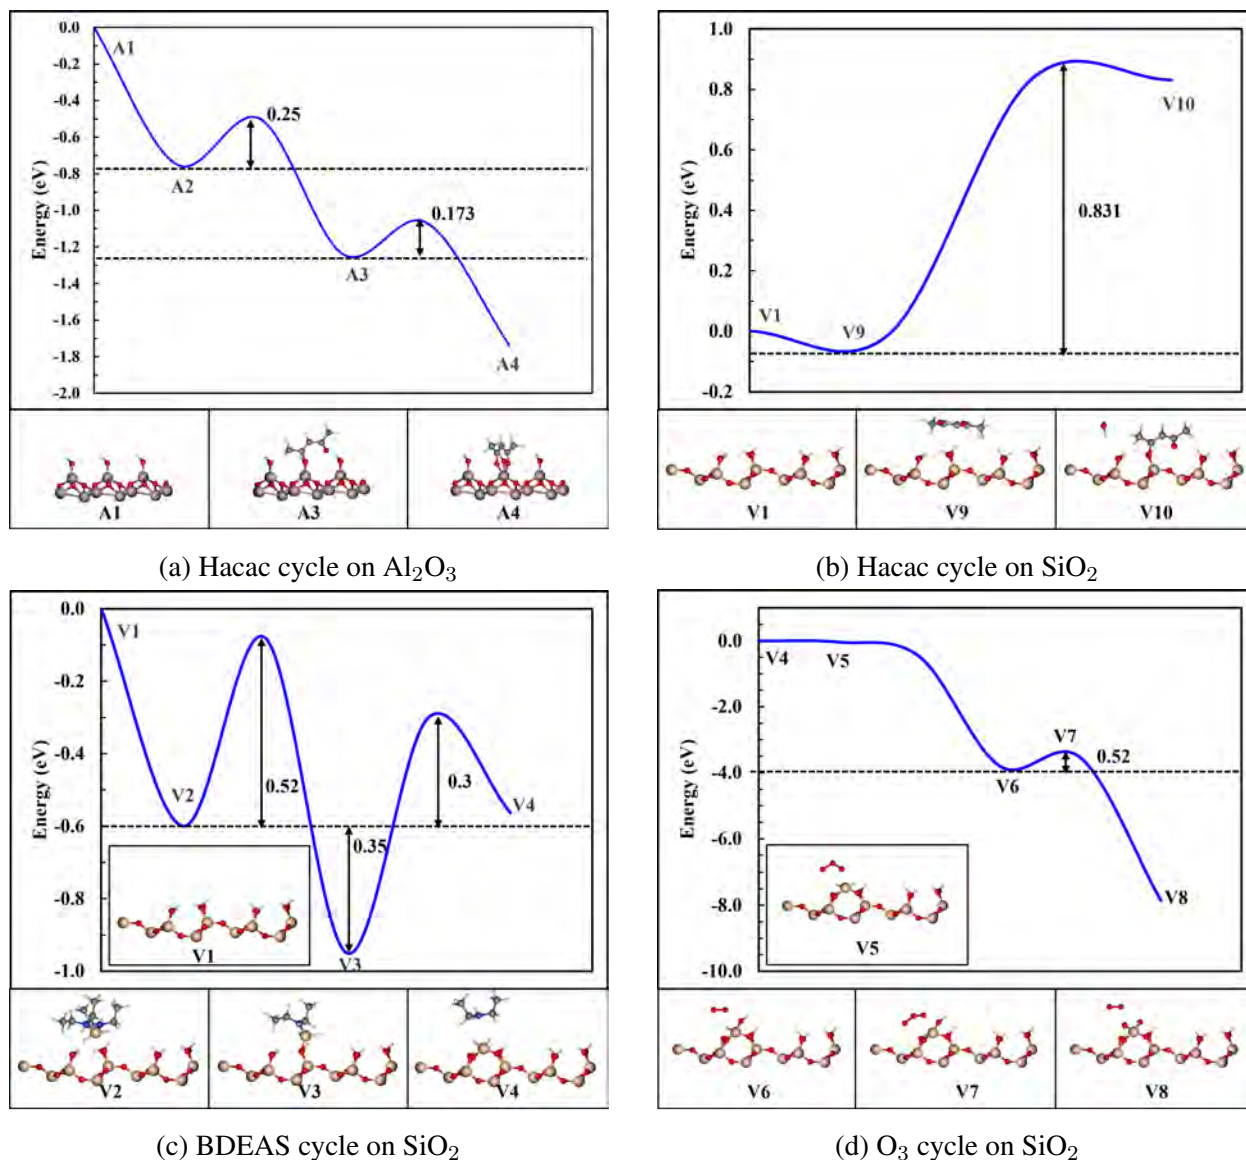 0.0
-0.2
-0.4
-0.6
-0.8
-1.0
-1.2
-1.4
-1.6
-1.8
-2.0
Energy (eV)
A1
0.25
A2
0.173
A3
A4
A1
A3
A4
(a) Hacac cycle on Al₂O₃
1.0
0.8
0.6
0.4
0.2
0.0
-0.2
Energy (eV)
V1
V9
0.831
V10
V1
V9
V10
(b) Hacac cycle on SiO₂
0.0
-0.2
-0.4
-0.6
-0.8
-1.0
Energy (eV)
V1
V2
0.52
0.3
V4
0.35
V3
V1
V2
V3
V4
(c) BDEAS cycle on SiO₂
0.0
-2.0
-4.0
-6.0
-8.0
-10.0
Energy (eV)
V4
V5
V7
0.52
V6
V8
V5
V6
V7
V8
(d) O₃ cycle on SiO₂